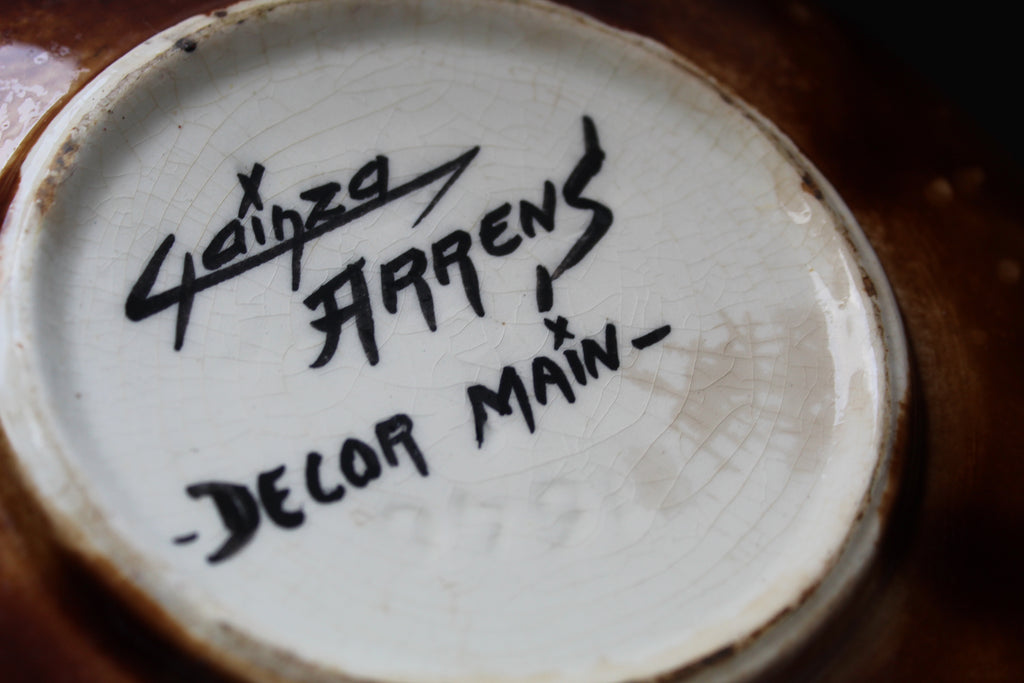 Gainza
ARRENS
-DECOR MAIN-